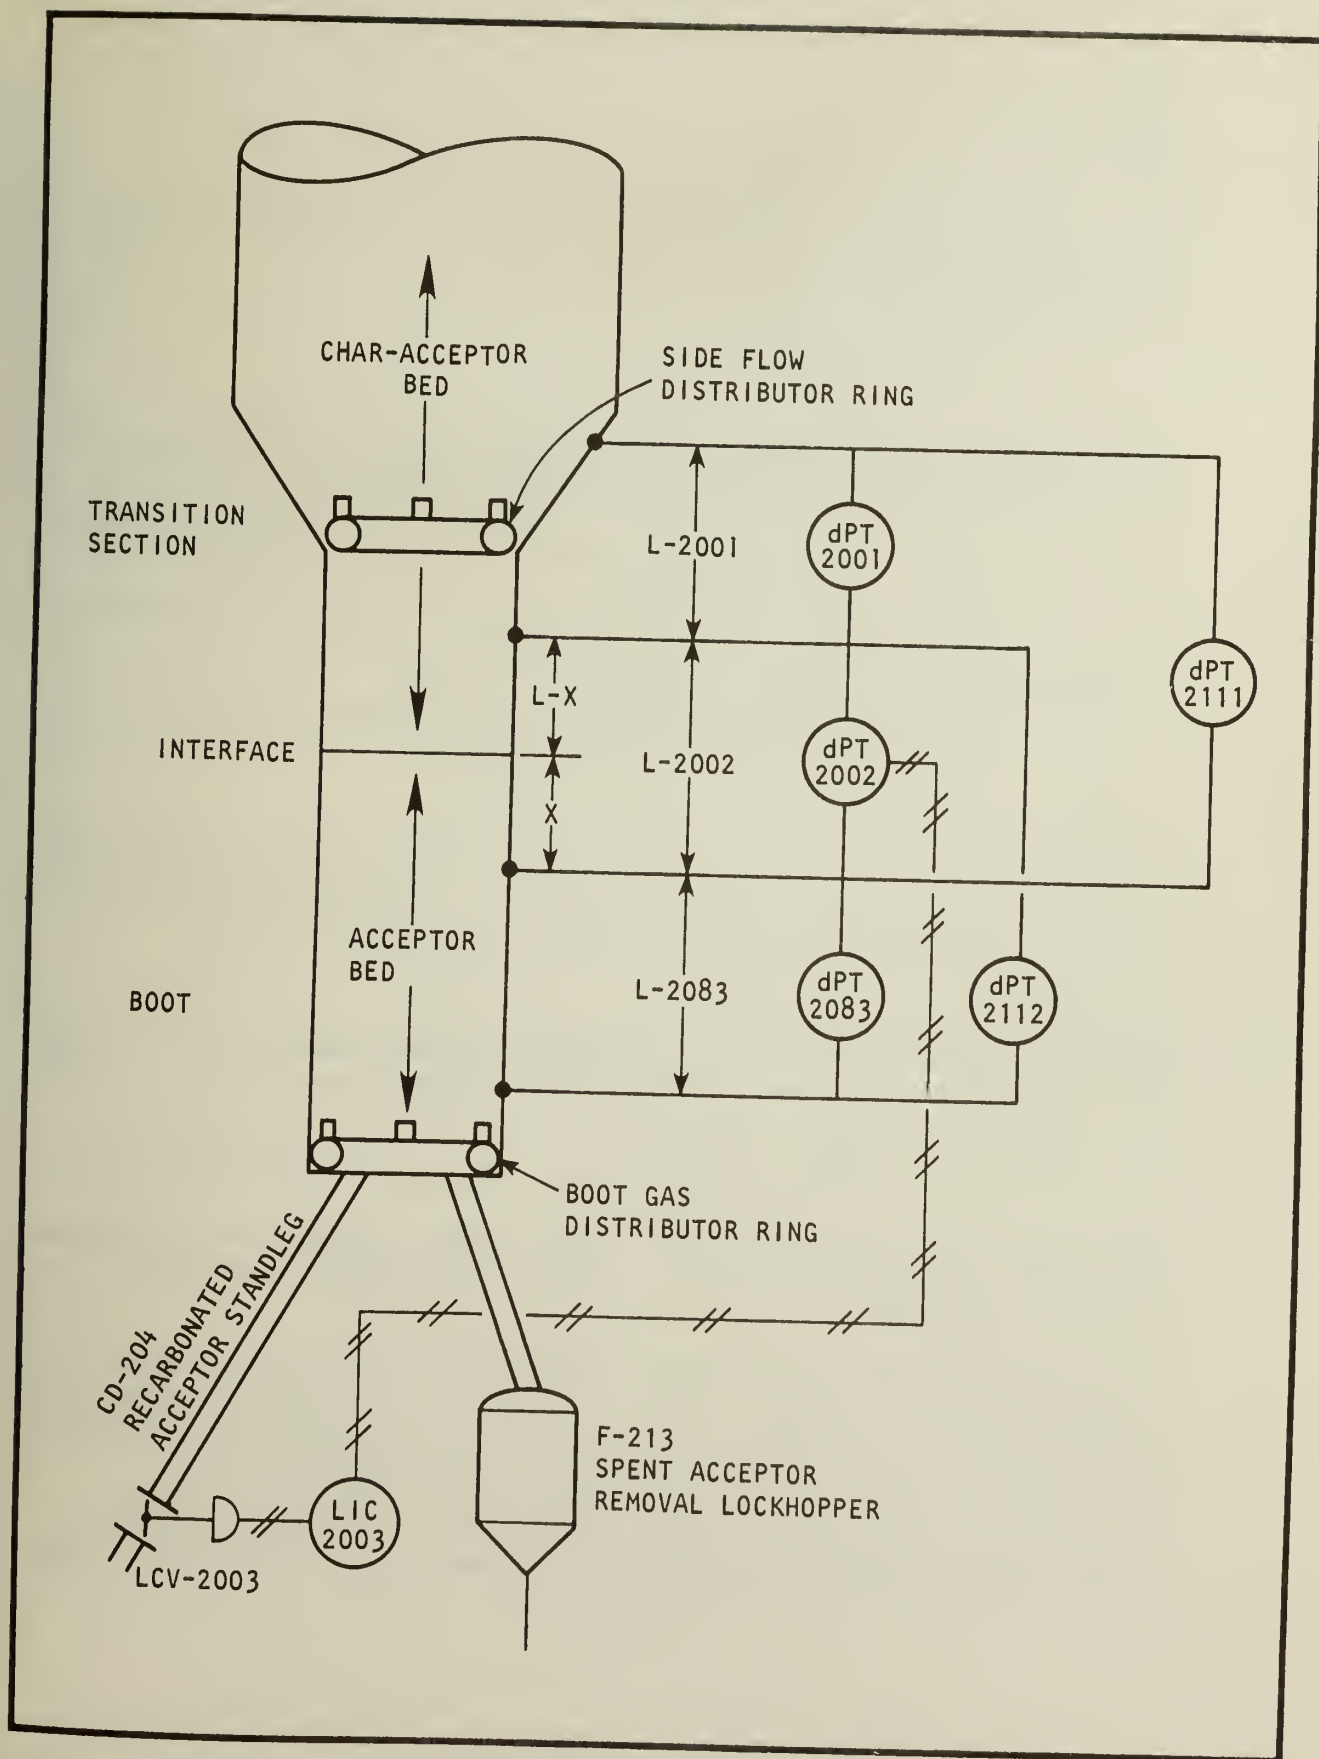 CHAR-ACCEPTOR
BED
SIDE FLOW
DISTRIBUTOR RING
TRANSITION
SECTION
L-2001
dPT
2001
dPT
2111
L-X
INTERFACE
L-2002
dPT
2002
X
ACCEPTOR
BED
BOOT
L-2083
dPT
2083
dPT
2112
BOOT GAS
DISTRIBUTOR RING
CD-204
RECARBONATED
ACCEPTOR STANDLEG
F-213
SPENT ACCEPTOR
REMOVAL LOCKHOPPER
LIC
2003
LCV-2003